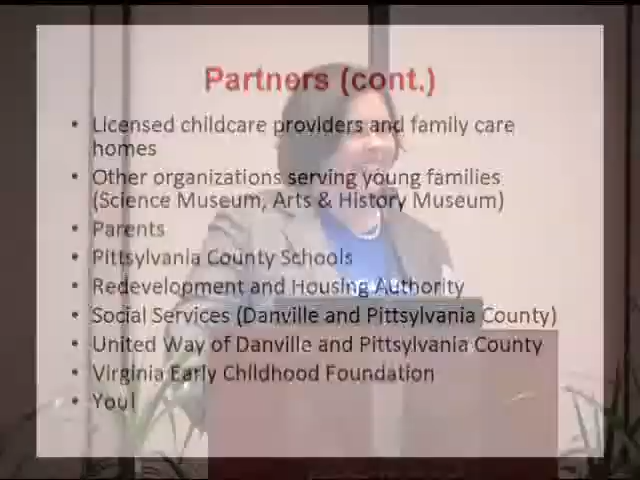 Partners (cont.)
• Licensed childcare providers and family care
homes
• Other organizations serving young families
(Science Museum, Arts & History Museum)
• Parents
• Pittsylvania County Schools
• Redevelopment and Housing Authority
• Social Services (Danville and Pittsylvania County)
• United Way of Danville and Pittsylvania County
• Virginia Early Childhood Foundation
• You!